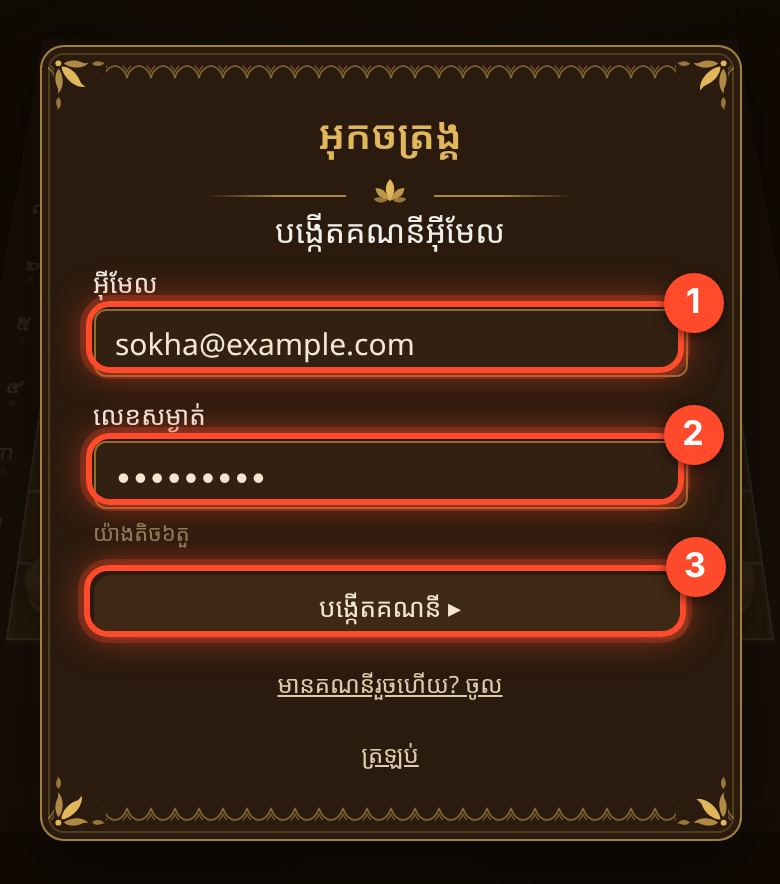 អុកចត្រង្គ
បង្កើតគណនីអ៊ីមែល
អ៊ីមែល
1
sokha@example.com
លេខសម្ងាត់
2
•••••••••
យ៉ាងតិច៦តួ
3
បង្កើតគណនី ▸
មានគណនីរួចហើយ? ចូល
ត្រឡប់